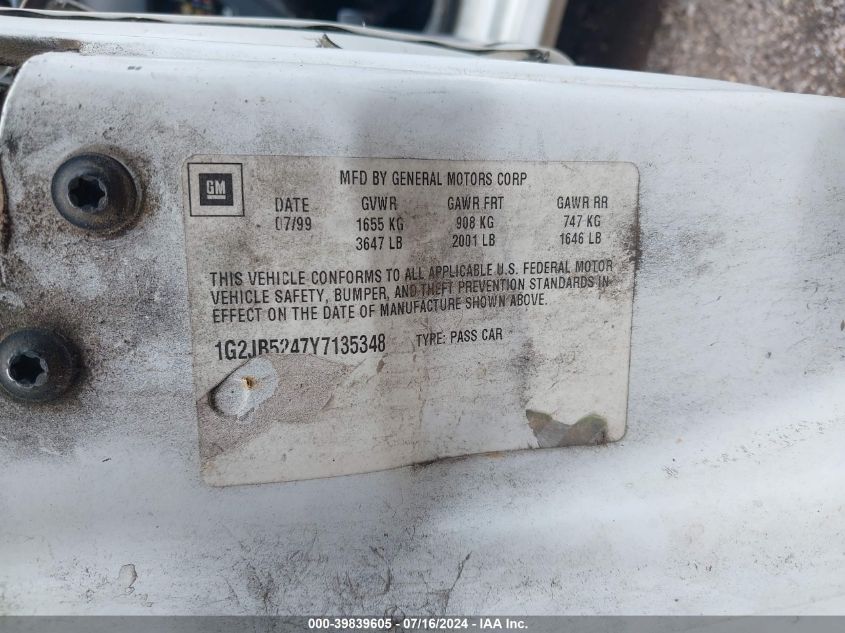 GM
MFD BY GENERAL MOTORS CORP
DATE GVWR GAWR FRT GAWR RR
07/99 1655 KG 908 KG 747 KG
3647 LB 2001 LB 1646 LB
THIS VEHICLE CONFORMS TO ALL APPLICABLE U.S. FEDERAL MOTOR
VEHICLE SAFETY, BUMPER, AND THEFT PREVENTION STANDARDS IN
EFFECT ON THE DATE OF MANUFACTURE SHOWN ABOVE.
1G2JB5247Y7135348 TYPE: PASS CAR
000-39839605 - 07/16/2024 - IAA Inc.